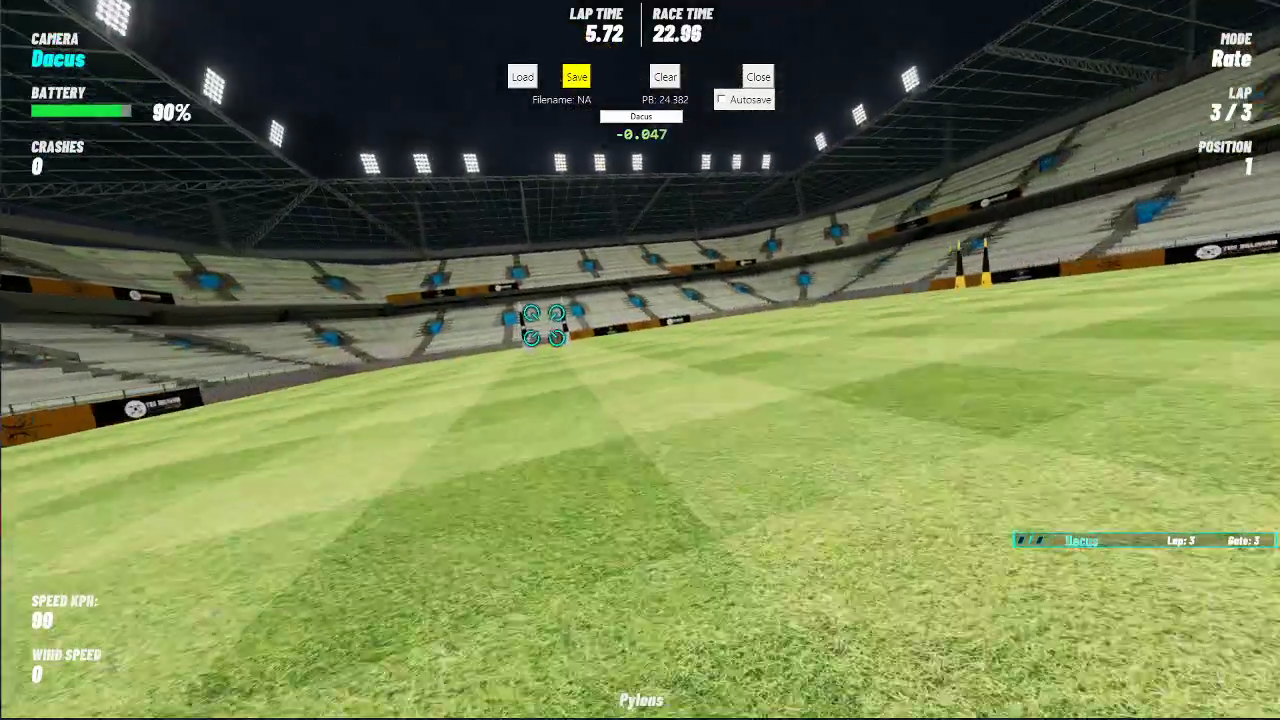 LAP TIME
5.72
RACE TIME
22.96
CAMERA
Dacus
BATTERY
90%
CRASHES
0
Load
Save
Clear
Close
Filename: NA
PB: 24.382
Autosave
Dacus
-0.047
MODE
Rate
LAP
3 / 3
POSITION
1
Dacus
Lap: 3
Gate: 3
SPEED KPH:
90
WIND SPEED
0
Pylons